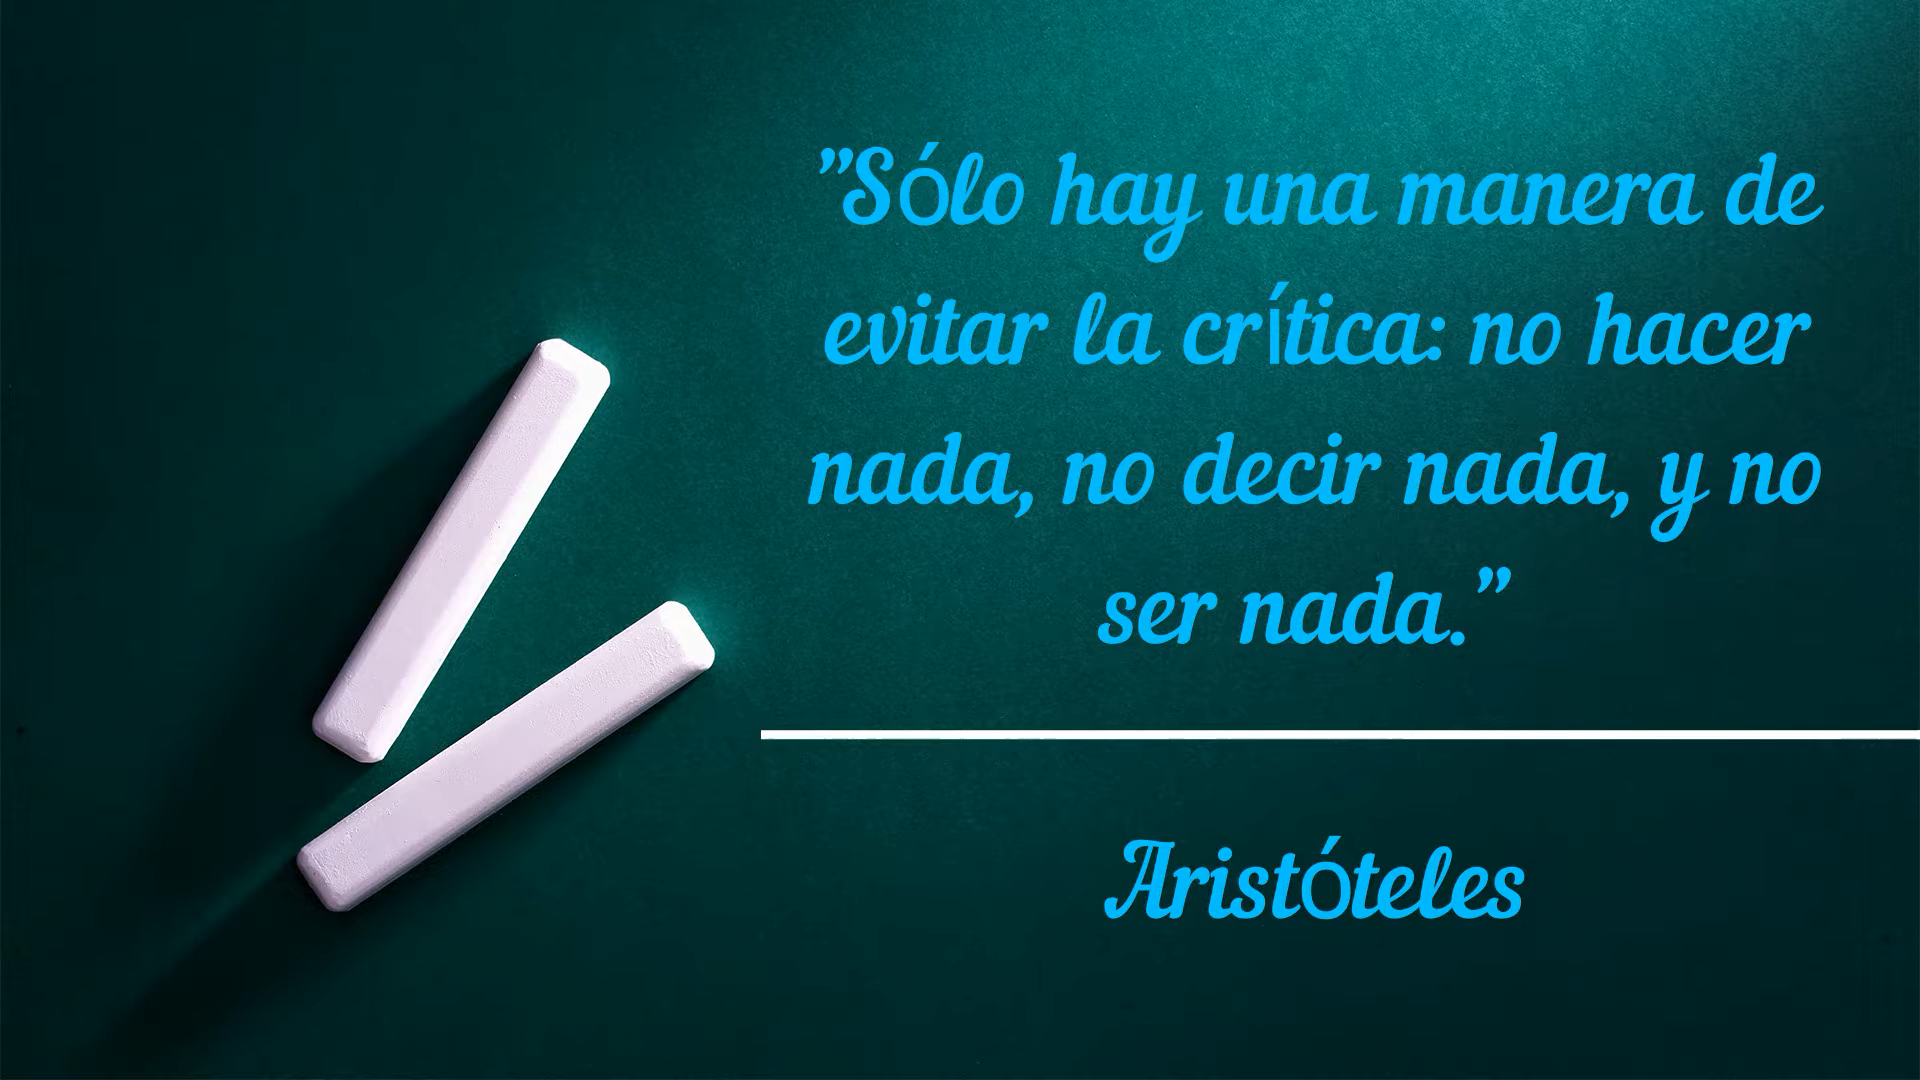 ”Sólo hay una manera de
evitar la crítica: no hacer
nada, no decir nada, y no
ser nada.”
Aristóteles